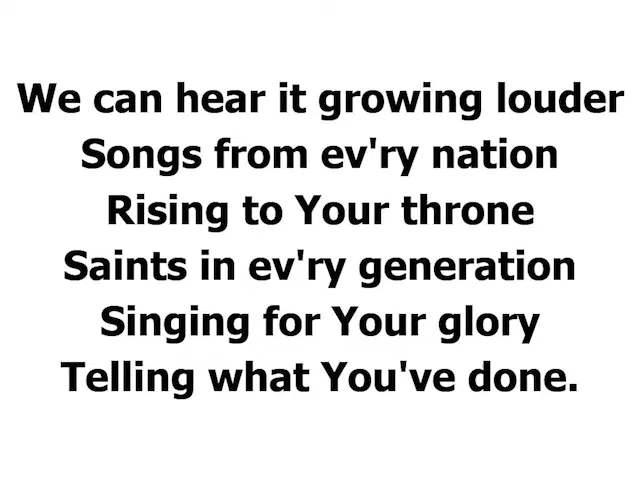 We can hear it growing louder
Songs from ev'ry nation
Rising to Your throne
Saints in ev'ry generation
Singing for Your glory
Telling what You've done.